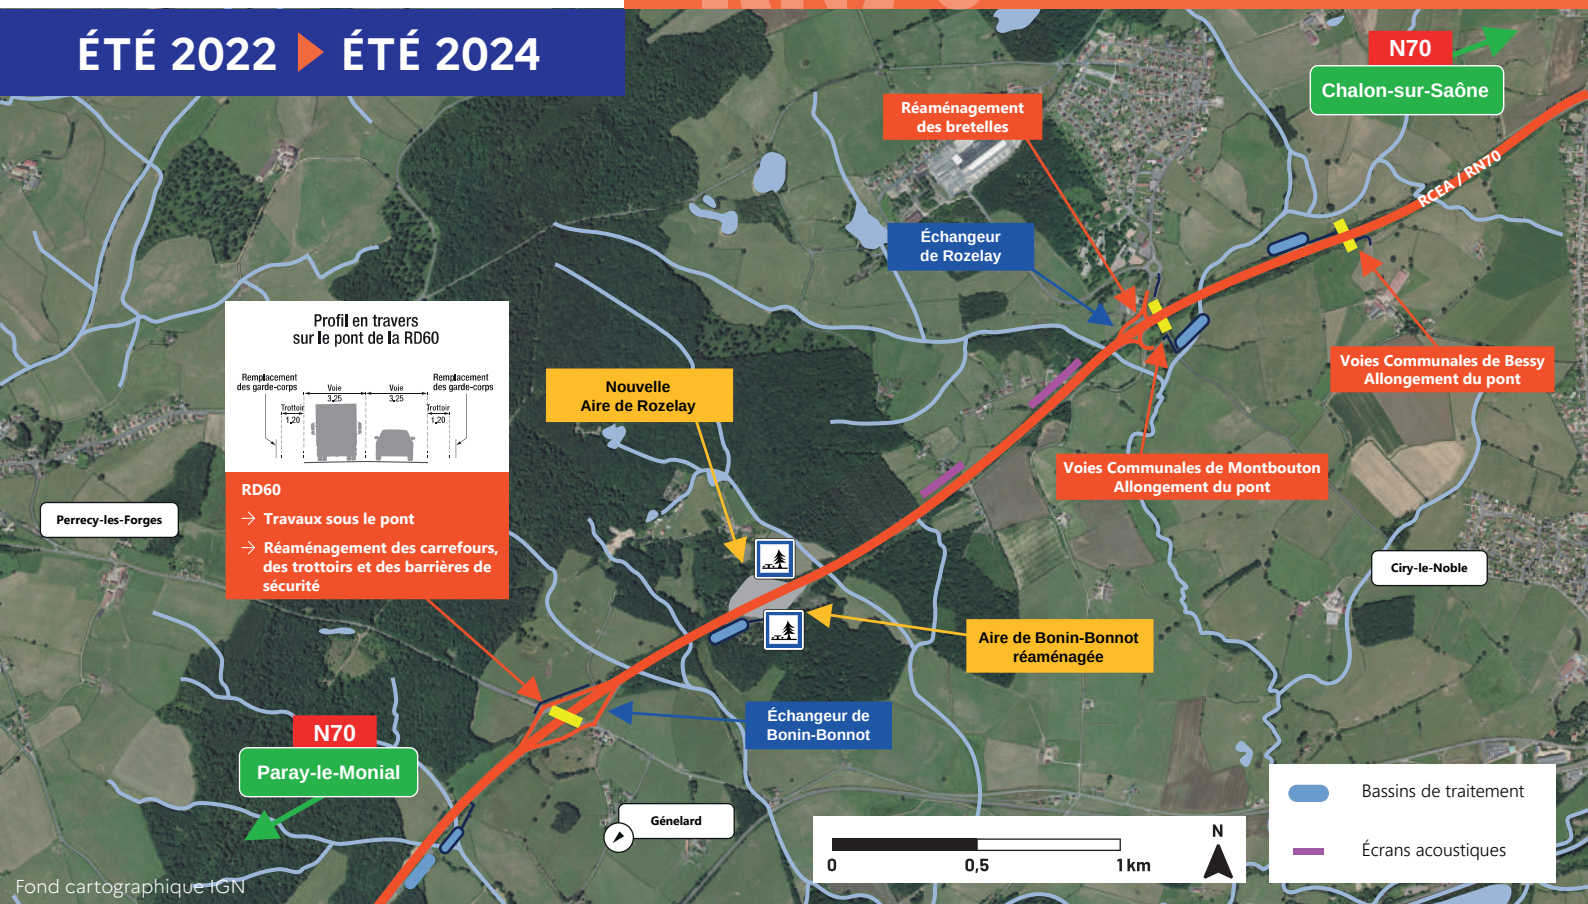 RN70
ÉTÉ 2022 ÉTÉ 2024
N70
Chalon-sur-Saône
Réaménagement
des bretelles
RCEA / RN70
Échangeur
de Rozelay
Profil en travers
sur le pont de la RD60
Remplacement
des garde-corps
Voie
3,25
Voie
3,25
Remplacement
des garde-corps
Trottoir
1,20
Trottoir
1,20
Voies Communales de Bessy
Allongement du pont
Nouvelle
Aire de Rozelay
Voies Communales de Montbouton
Allongement du pont
RD60
→ Travaux sous le pont
→ Réaménagement des carrefours,
des trottoirs et des barrières de
sécurité
Perrecy-les-Forges
Ciry-le-Noble
Aire de Bonin-Bonnot
réaménagée
Échangeur de
Bonin-Bonnot
N70
Paray-le-Monial
Génelard
Bassins de traitement
Écrans acoustiques
N
0 0,5 1 km
Fond cartographique IGN